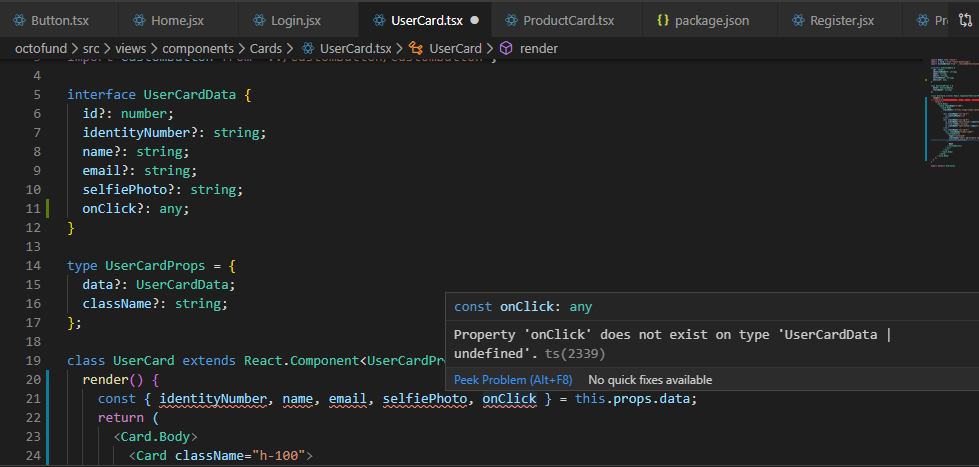 Button.tsx Home.jsx Login.jsx UserCard.tsx ProductCard.tsx {} package.json Register.jsx Pr
octofund > src > views > components > Cards > UserCard.tsx > UserCard > render
4
5 interface UserCardData {
6 id?: number;
7 identityNumber?: string;
8 name?: string;
9 email?: string;
10 selfiePhoto?: string;
11 onClick?: any;
12 }
13
14 type UserCardProps = {
15 data?: UserCardData;
16 className?: string;
17 };
18
const onClick: any
Property 'onClick' does not exist on type 'UserCardData |
undefined'. ts(2339)
Peek Problem (Alt+F8) No quick fixes available
19 class UserCard extends React.Component<UserCardPr
20 render() {
21 const { identityNumber, name, email, selfiePhoto, onClick } = this.props.data;
22 return (
23 <Card.Body>
24 <Card className="h-100">